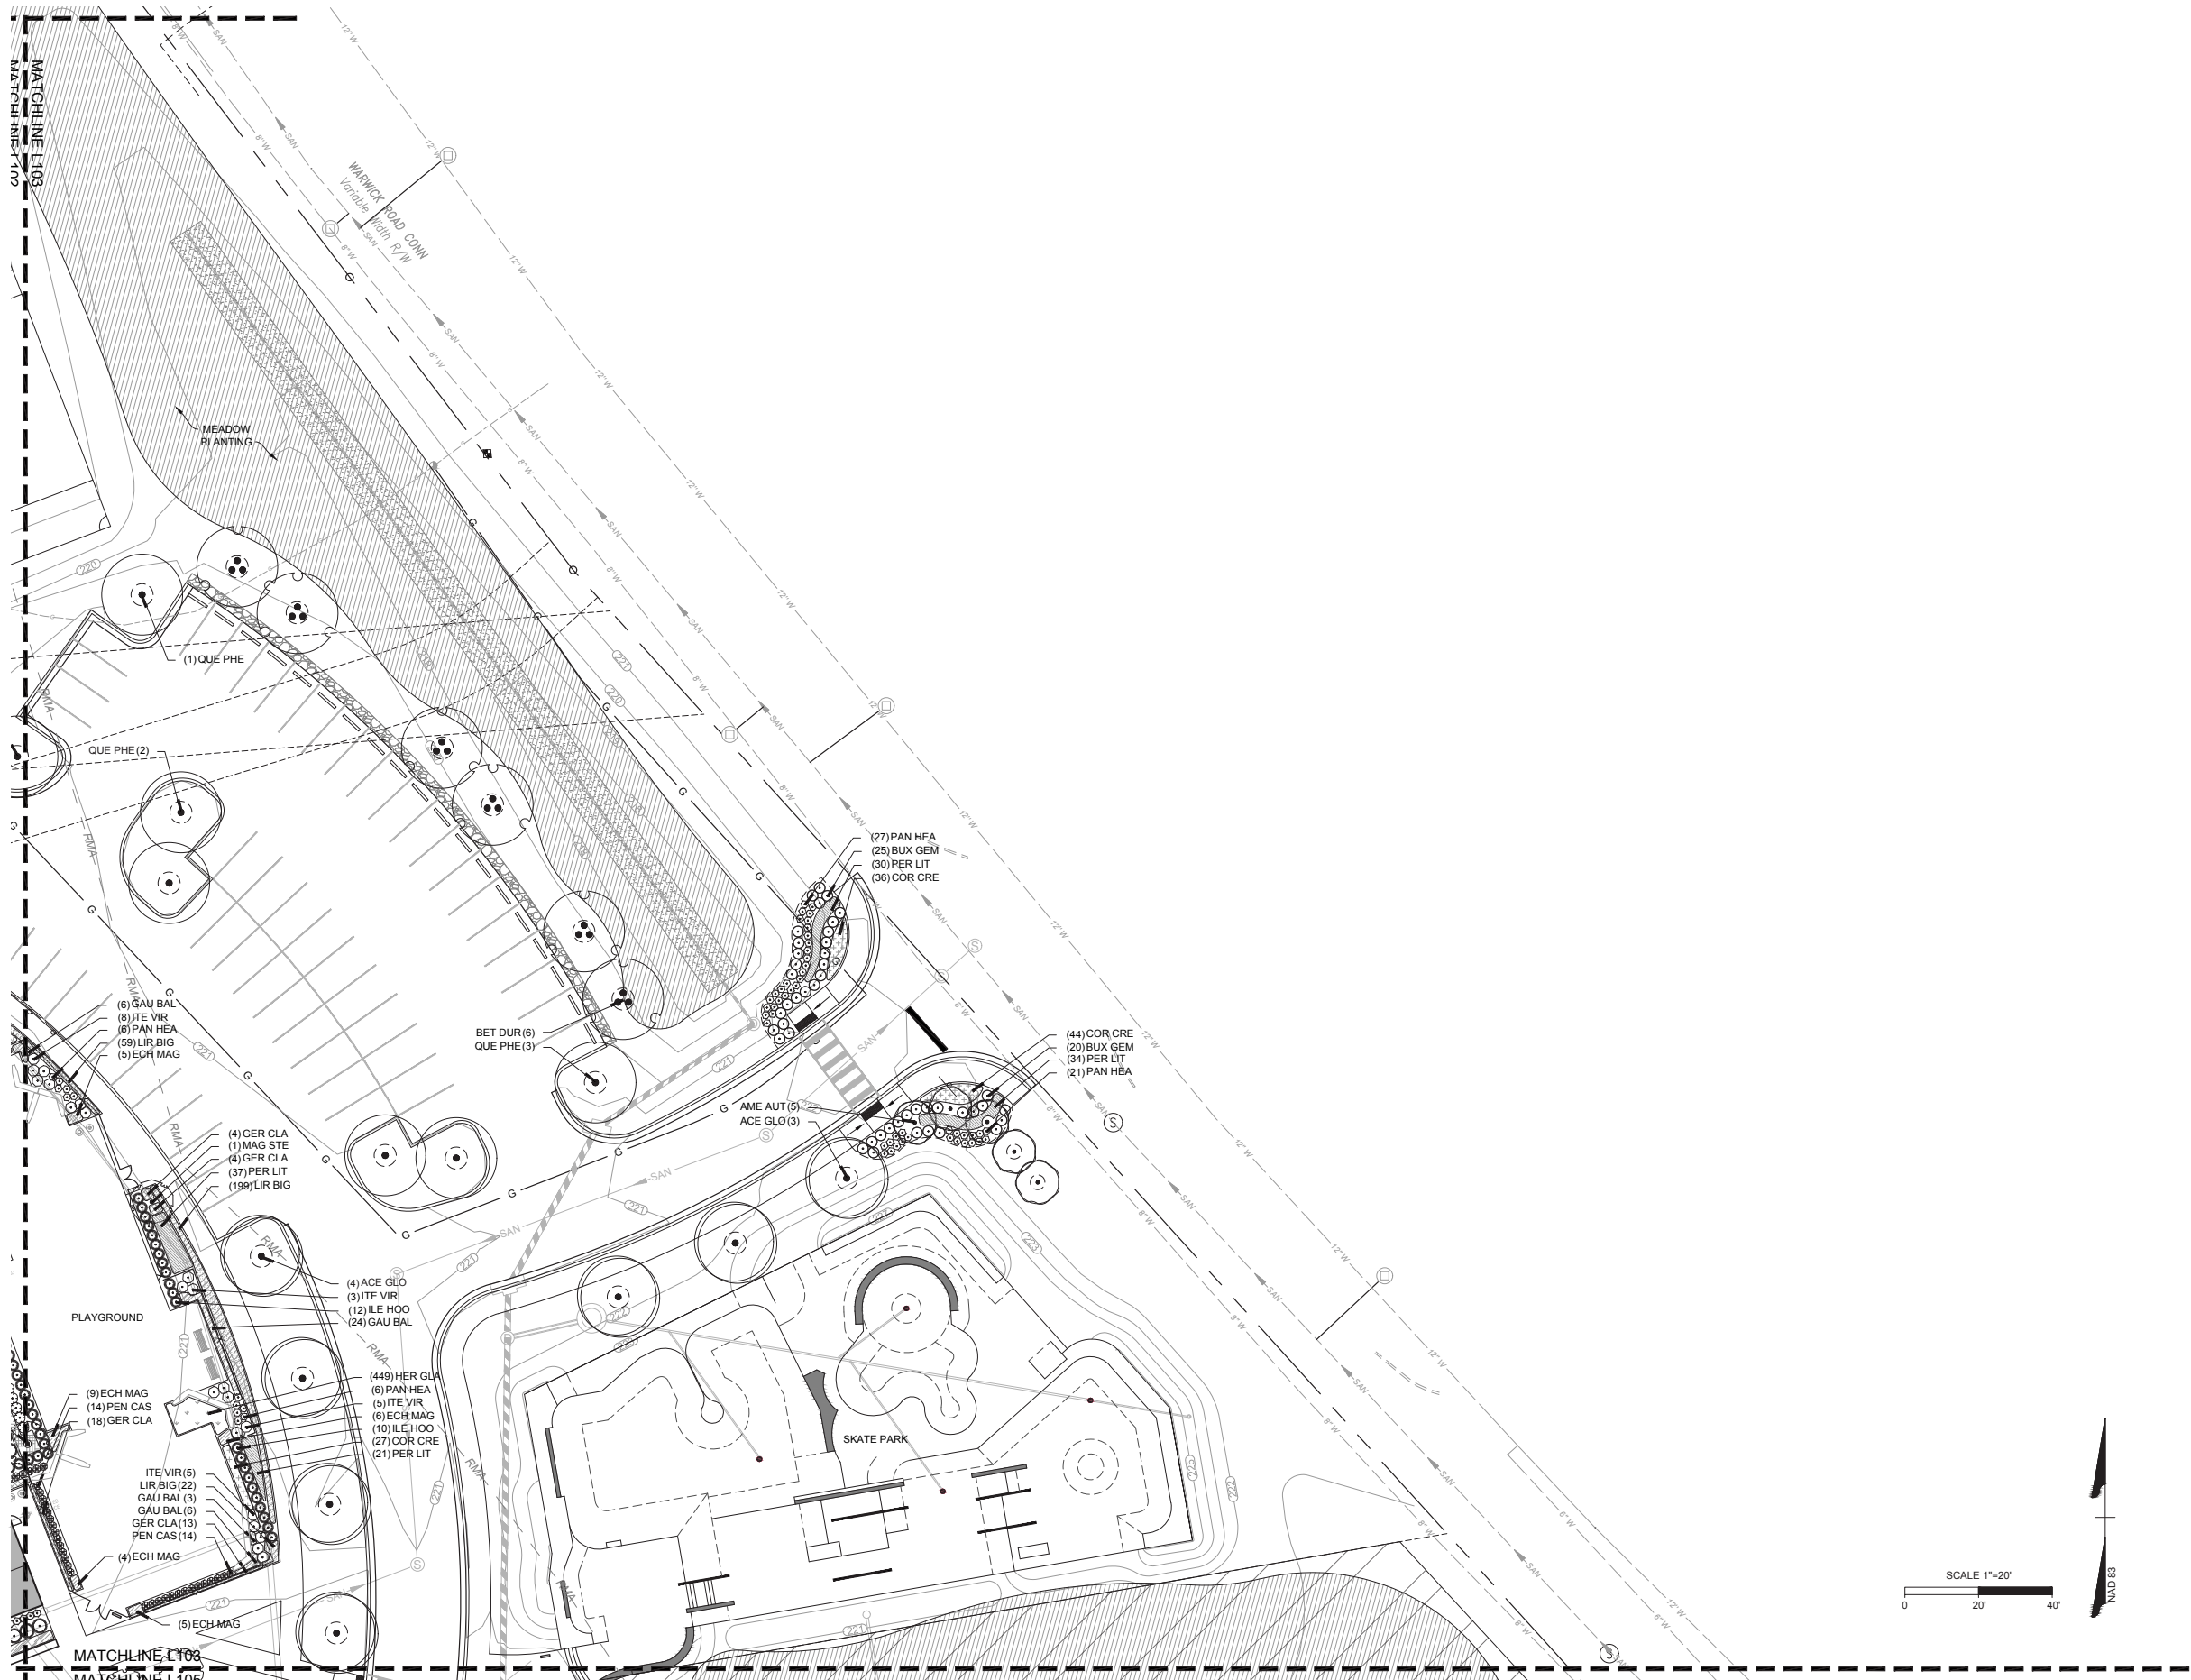 MATCHLINE L103
MATCHLINE L102
WARWICK ROAD CONN
Variable Width R/W
MEADOW
PLANTING
(1) QUE PHE
QUE PHE (2)
(27) PAN HEA
(25) BUX GEM
(30) PER LIT
(36) COR CRE
(6) GAU BAL
(8) ITE VIR
(6) PAN HEA
(59) LIR BIG
(5) ECH MAG
BET DUR (6)
QUE PHE (3)
(44) COR CRE
(20) BUX GEM
(34) PER LIT
(21) PAN HEA
AME AUT (5)
ACE GLO (3)
(4) GER CLA
(1) MAG STE
(4) GER CLA
(37) PER LIT
(199) LIR BIG
(4) ACE GLO
(3) ITE VIR
(12) ILE HOO
(24) GAU BAL
PLAYGROUND
(449) HER GLA
(6) PAN HEA
(5) ITE VIR
(6) ECH MAG
(10) ILE HOO
(27) COR CRE
(21) PER LIT
(9) ECH MAG
(14) PEN CAS
(18) GER CLA
SKATE PARK
ITE VIR (5)
LIR BIG (22)
GAU BAL (3)
GAU BAL (6)
GER CLA (13)
PEN CAS (14)
(4) ECH MAG
(5) ECH MAG
SCALE 1"=20'
0 20' 40'
NAD 83
MATCHLINE L103
MATCHLINE L105